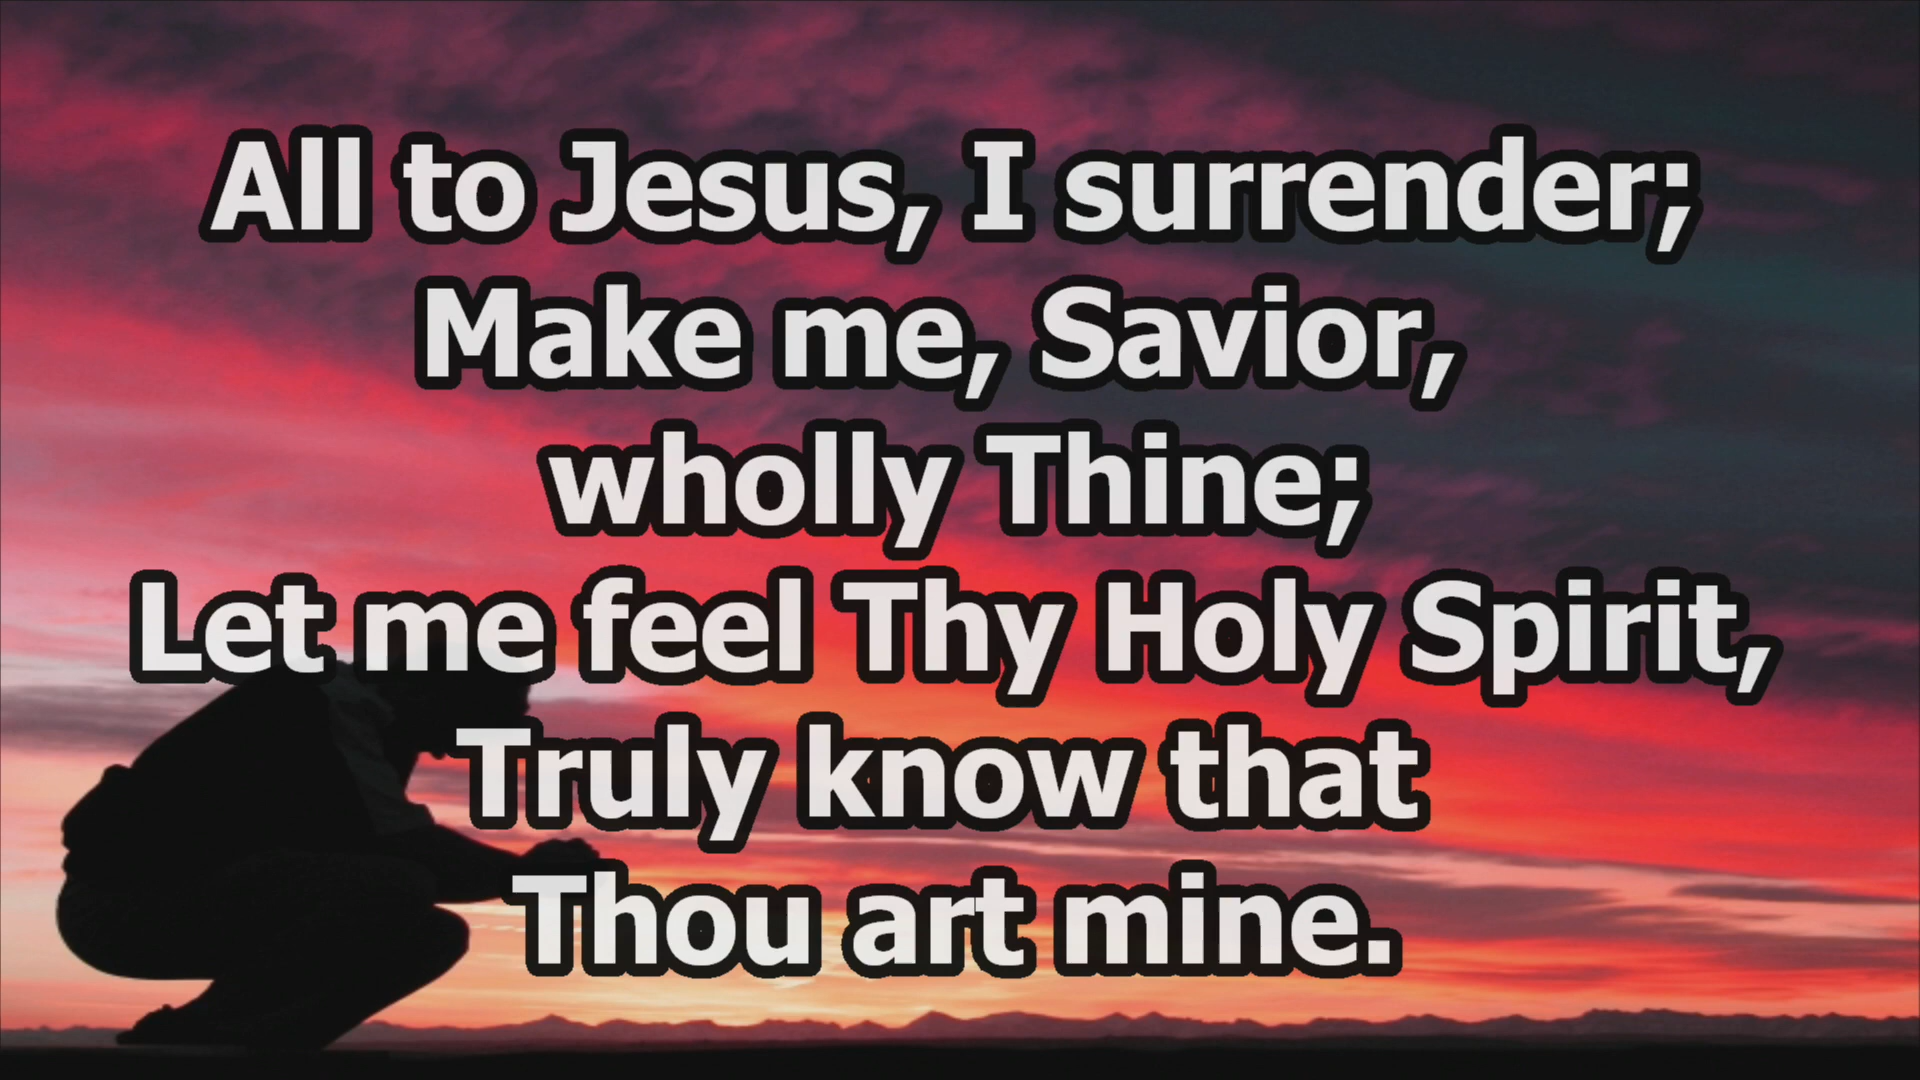 All to Jesus, I surrender;
Make me, Savior,
wholly Thine;
Let me feel Thy Holy Spirit,
Truly know that
Thou art mine.